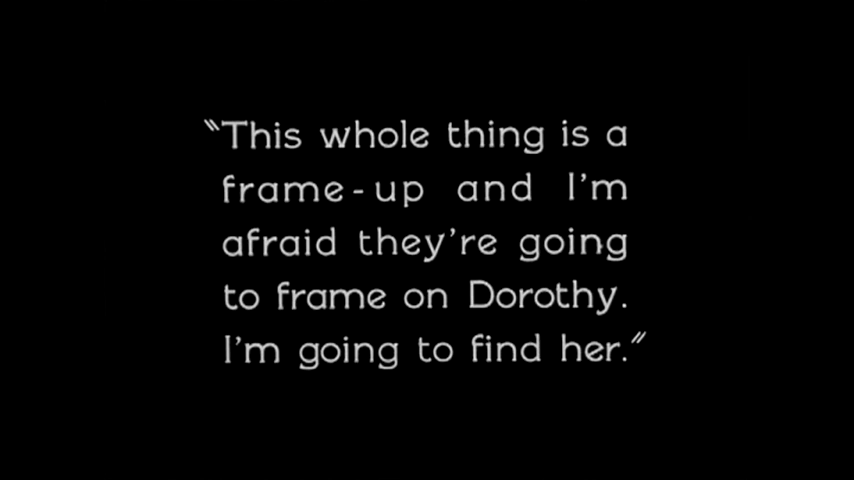 “This whole thing is a
frame-up and I'm
afraid they're going
to frame on Dorothy.
I'm going to find her.”